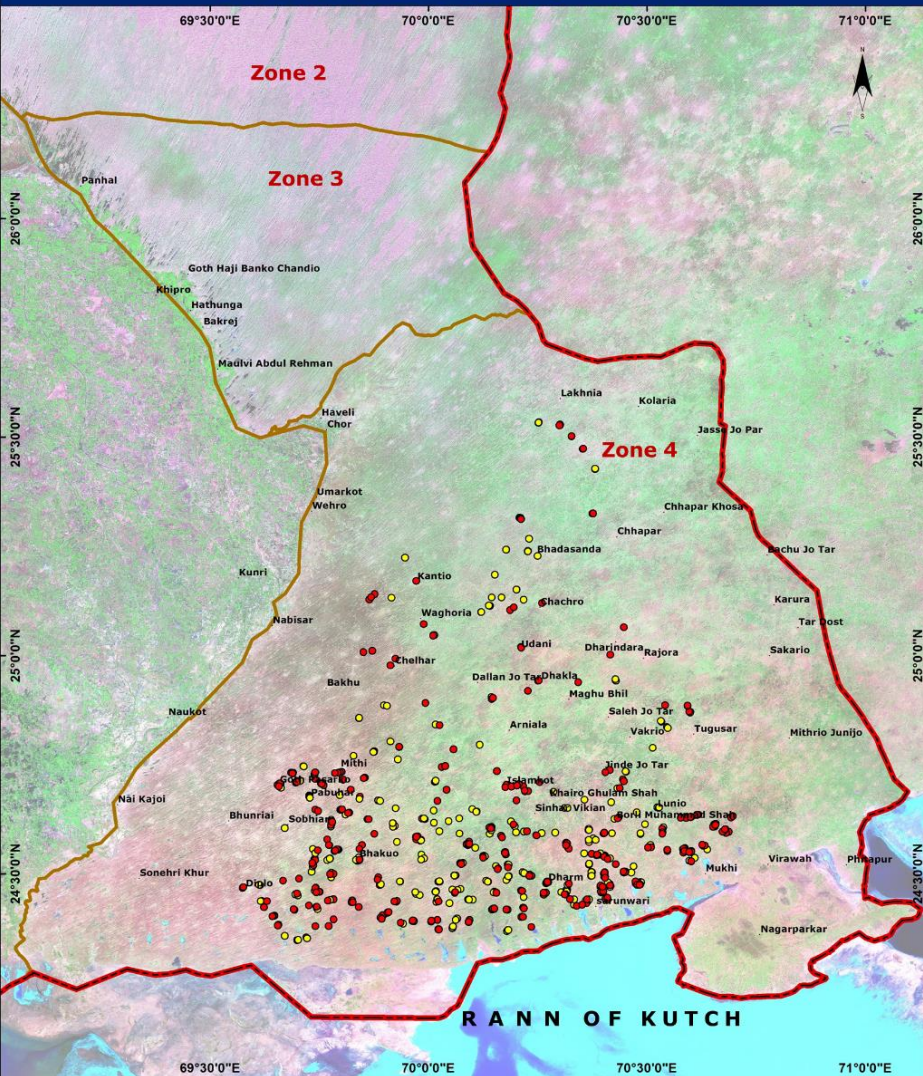 69°30'0"E 70°0'0"E 70°30'0"E 71°0'0"E
N
S
Zone 2
Zone 3
Panhal
26°0'0"N 26°0'0"N
Goth Haji Banko Chandio
Khipro
Hathunga
Bakrej
Maulvi Abdul Rehman
Lakhnia
Kolaria
Haveli
Chor
Jasse Jo Par
25°30'0"N 25°30'0"N
Zone 4
Umarkot
Wehro
Chhapar Khosa
Chhapar
Bhadasanda
Bachu Jo Tar
Kunri
Kantio
Chachro
Karura
Waghoria
Nabisar
Tar Dost
Udani
Dharindara
Rajora
Sakario
25°0'0"N 25°0'0"N
Chelhar
Bakhu
Dallan Jo Tar
Dhakla
Maghu Bhil
Naukot
Saleh Jo Tar
Arniala
Vakrio
Tugusar
Mithrio Junijo
Mithi
Jinde Jo Tar
Islamkot
Pabuhar
Khairo Ghulam Shah
Nai Kajoi
Sinhar Vikian
Junio
Bhunriai
Sobhiar
Borli Muhammad Shah
Bhakuo
Virawah
Phulapur
Mukhi
Sonehri Khur
24°30'0"N 24°30'0"N
Diplo
Dharm
sarunwari
Nagarparkar
RANN OF KUTCH
69°30'0"E 70°0'0"E 70°30'0"E 71°0'0"E